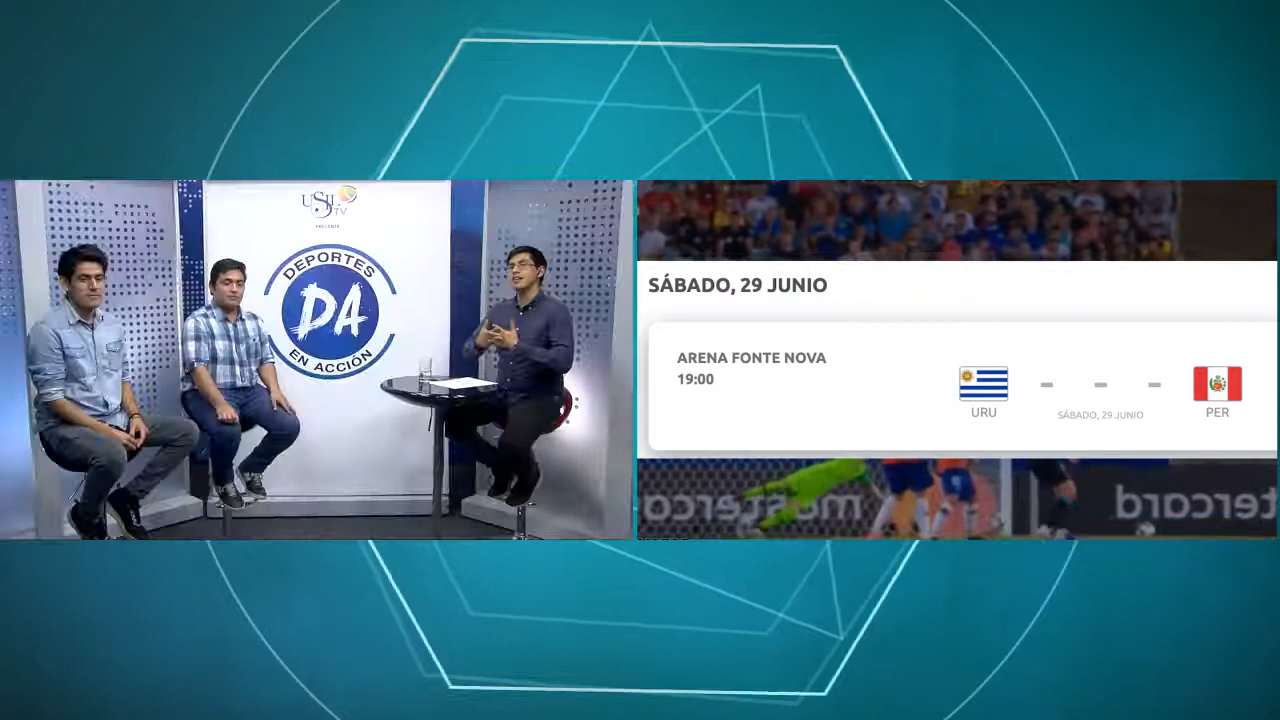 USIL
TV
PRESENTA
DEPORTES
DA
EN ACCIÓN
SÁBADO, 29 JUNIO
ARENA FONTE NOVA
19:00
URU
SÁBADO, 29 JUNIO
PER
mastercard
tercard